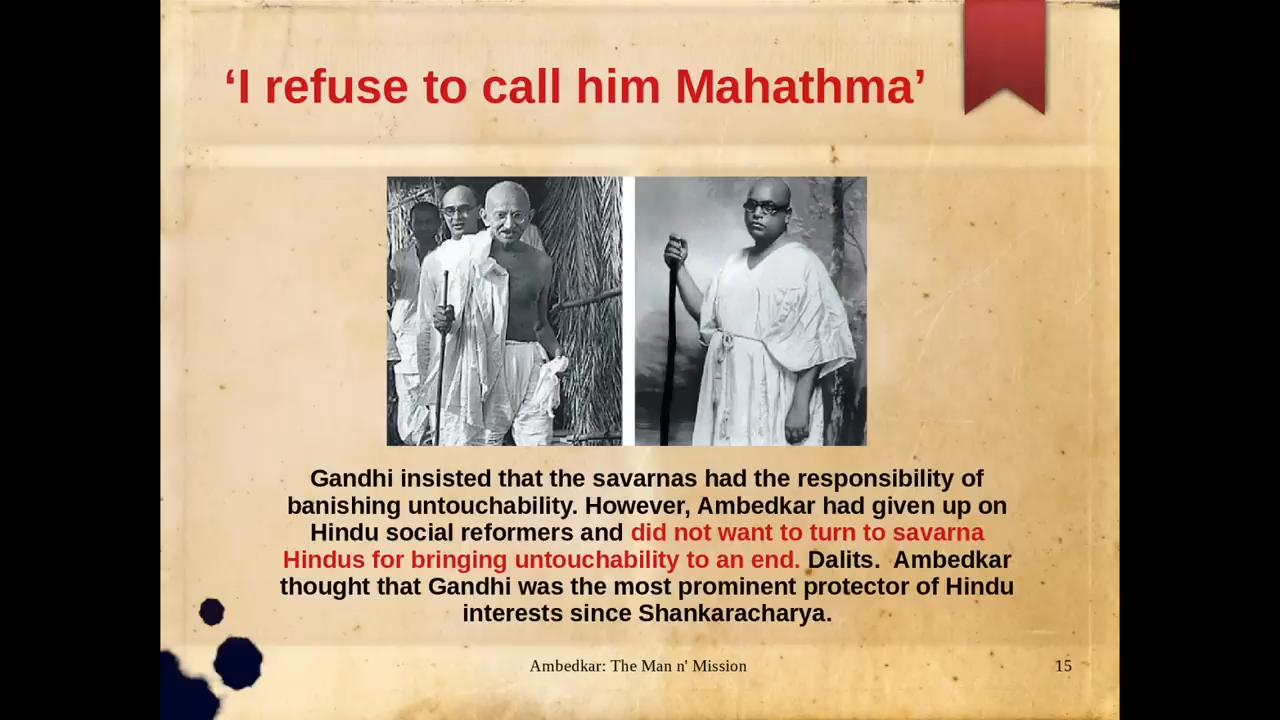 ‘I refuse to call him Mahathma’
Gandhi insisted that the savarnas had the responsibility of
banishing untouchability. However, Ambedkar had given up on
Hindu social reformers and did not want to turn to savarna
Hindus for bringing untouchability to an end. Dalits.  Ambedkar
thought that Gandhi was the most prominent protector of Hindu
interests since Shankaracharya.
Ambedkar: The Man n' Mission
15